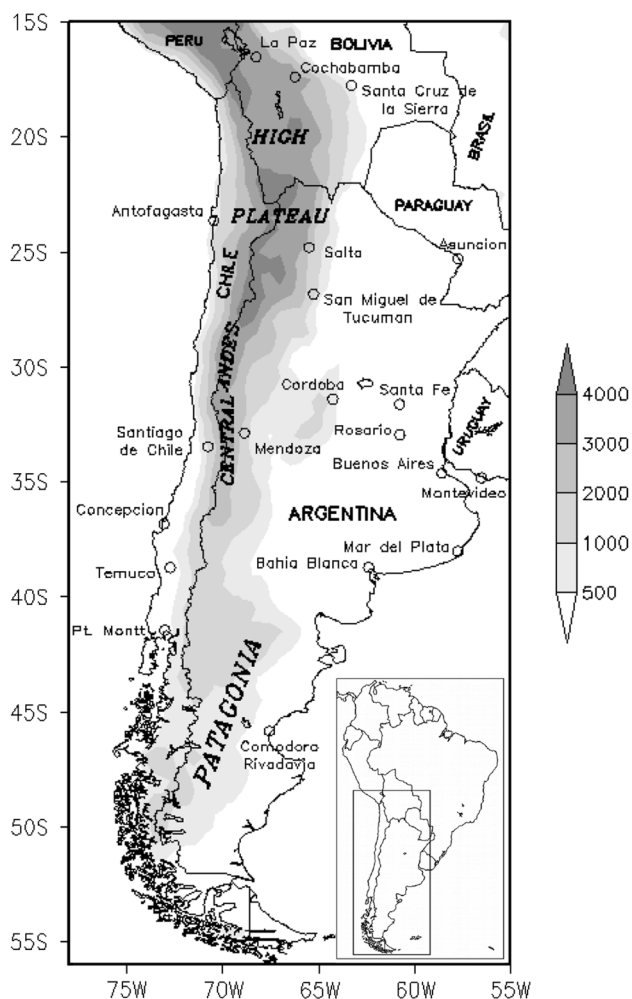 15S
20S
25S
30S
35S
40S
45S
50S
55S
PERU
La Paz
BOLIVIA
Cochabamba
Santa Cruz de
la Sierra
BRASIL
HIGH
PLATEAU
PARAGUAY
Antofagasta
Asuncion
CHILE
Salta
San Miguel de
Tucuman
CENTRAL ANDES
Cordoba
Santa Fe
URUGUAY
Santiago
de Chile
Mendoza
Rosario
Buenos Aires
Montevideo
Concepcion
ARGENTINA
Mar del Plata
Temuco
Bahia Blanca
Pt. Montt
PATAGONIA
Comodora
Rivadavia
75W
70W
65W
60W
55W
4000
3000
2000
1000
500